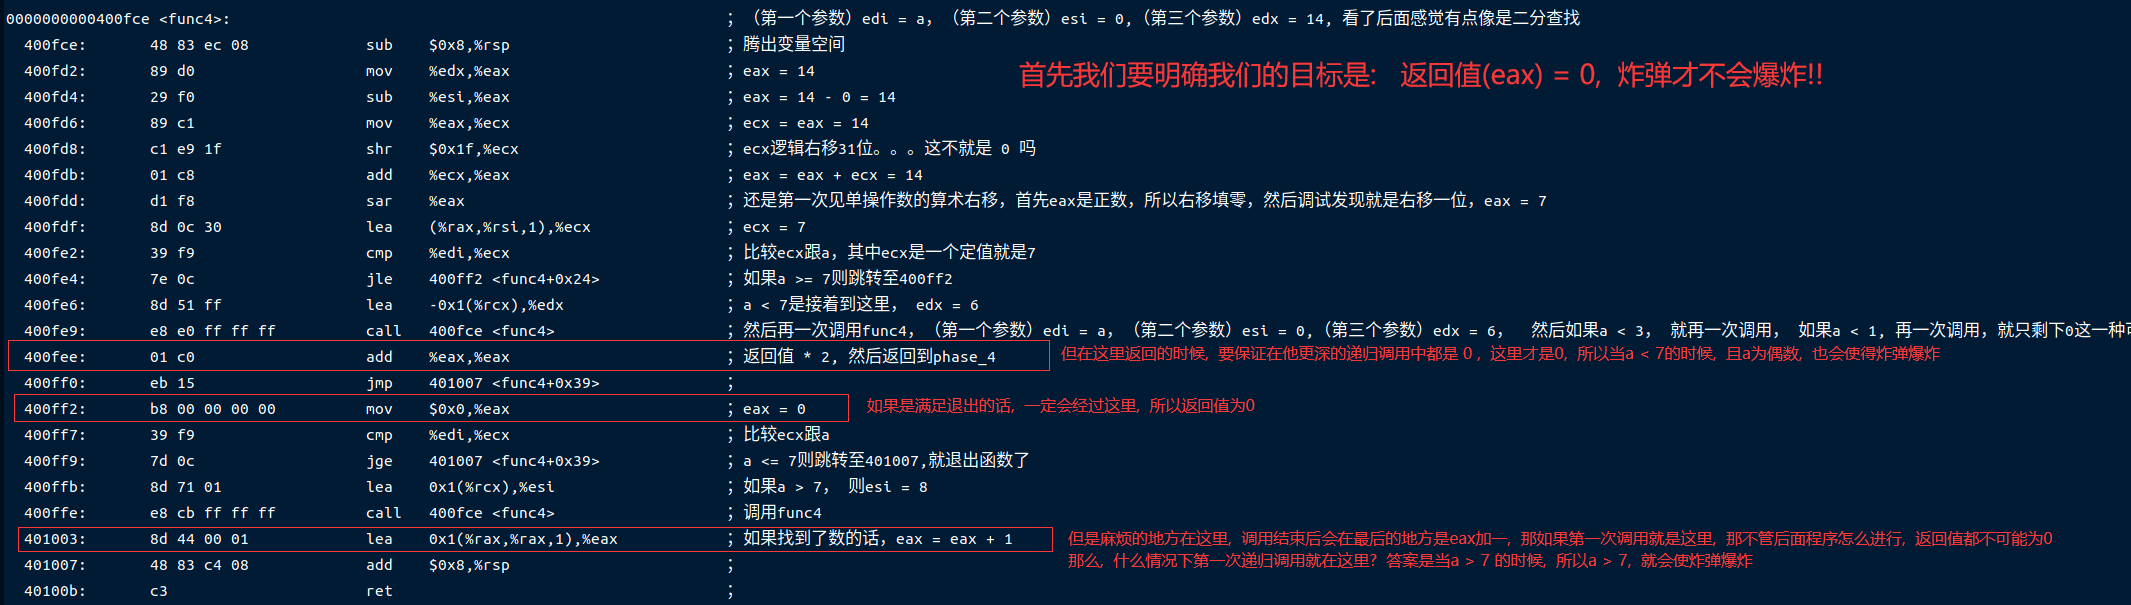 0000000000400fce <func4>: ; （第一个参数）edi = a, （第二个参数）esi = 0,（第三个参数）edx = 14, 看了后面感觉有点像是二分查找
400fce: 48 83 ec 08 sub $0x8,%rsp ; 腾出变量空间
400fd2: 89 d0 mov %edx,%eax ; eax = 14
首先我们要明确我们的目标是: 返回值(eax) = 0, 炸弹才不会爆炸!!
400fd4: 29 f0 sub %esi,%eax ; eax = 14 - 0 = 14
400fd6: 89 c1 mov %eax,%ecx ; ecx = eax = 14
400fd8: c1 e9 1f shr $0x1f,%ecx ; ecx逻辑右移31位。。。这不就是 0 吗
400fdb: 01 c8 add %ecx,%eax ; eax = eax + ecx = 14
400fdd: d1 f8 sar %eax ; 还是第一次见单操作数的算术右移，首先eax是正数，所以右移填零，然后调试发现就是右移一位，eax = 7
400fdf: 8d 0c 30 lea (%rax,%rsi,1),%ecx ; ecx = 7
400fe2: 39 f9 cmp %edi,%ecx ; 比较ecx跟a，其中ecx是一个定值就是7
400fe4: 7e 0c jle 400ff2 <func4+0x24> ; 如果a >= 7则跳转至400ff2
400fe6: 8d 51 ff lea -0x1(%rcx),%edx ; a < 7是接着到这里， edx = 6
400fe9: e8 e0 ff ff ff call 400fce <func4> ; 然后再一次调用func4，（第一个参数）edi = a, （第二个参数）esi = 0,（第三个参数）edx = 6， 然后如果a < 3， 就再一次调用， 如果a < 1, 再一次调用，就只剩下0这一种
400fee: 01 c0 add %eax,%eax ; 返回值 * 2, 然后返回到phase_4
但在这里返回的时候，要保证在他更深的递归调用中都是 0 ，这里才是0，所以当a < 7的时候，且a为偶数，也会使得炸弹爆炸
400ff0: eb 15 jmp 401007 <func4+0x39> ;
400ff2: b8 00 00 00 00 mov $0x0,%eax ; eax = 0
如果是满足退出的话，一定会经过这里，所以返回值为0
400ff7: 39 f9 cmp %edi,%ecx ; 比较ecx跟a
400ff9: 7d 0c jge 401007 <func4+0x39> ; a <= 7则跳转至401007,就退出函数了
400ffb: 8d 71 01 lea 0x1(%rcx),%esi ; 如果a > 7， 则esi = 8
400ffe: e8 cb ff ff ff call 400fce <func4> ; 调用func4
401003: 8d 44 00 01 lea 0x1(%rax,%rax,1),%eax ; 如果找到了数的话，eax = eax + 1
但是麻烦的地方在这里，调用结束后会在最后的地方是eax加一，那如果第一次调用就是这里，那不管后面程序怎么进行，返回值都不可能为0
401007: 48 83 c4 08 add $0x8,%rsp ;
那么，什么情况下第一次递归调用就在这里？答案是当a > 7 的时候，所以a > 7，就会使炸弹爆炸
40100b: c3 ret ;